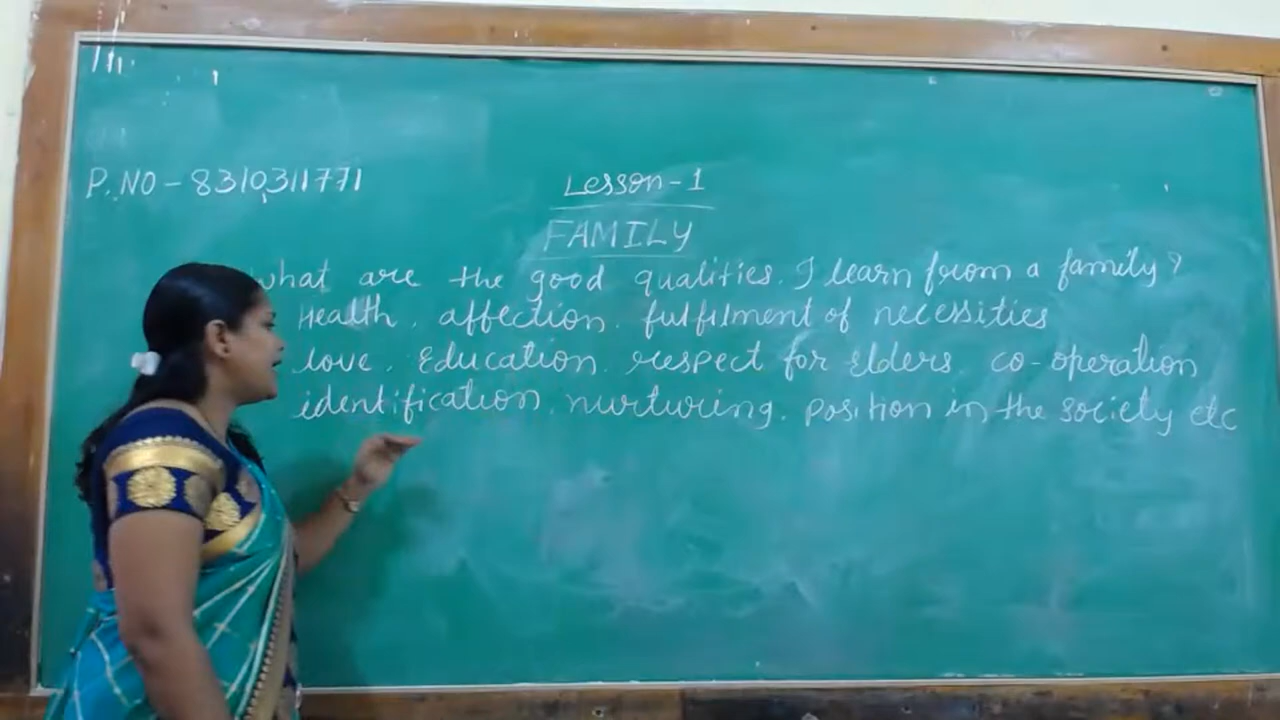 P.NO - 8310311771
Lesson-1
FAMILY
what are the good qualities. I learn from a family?
Health, affection, fulfilment of necessities
love, Education, respect for Elders, co-operation
identification, nurturing, position in the society etc